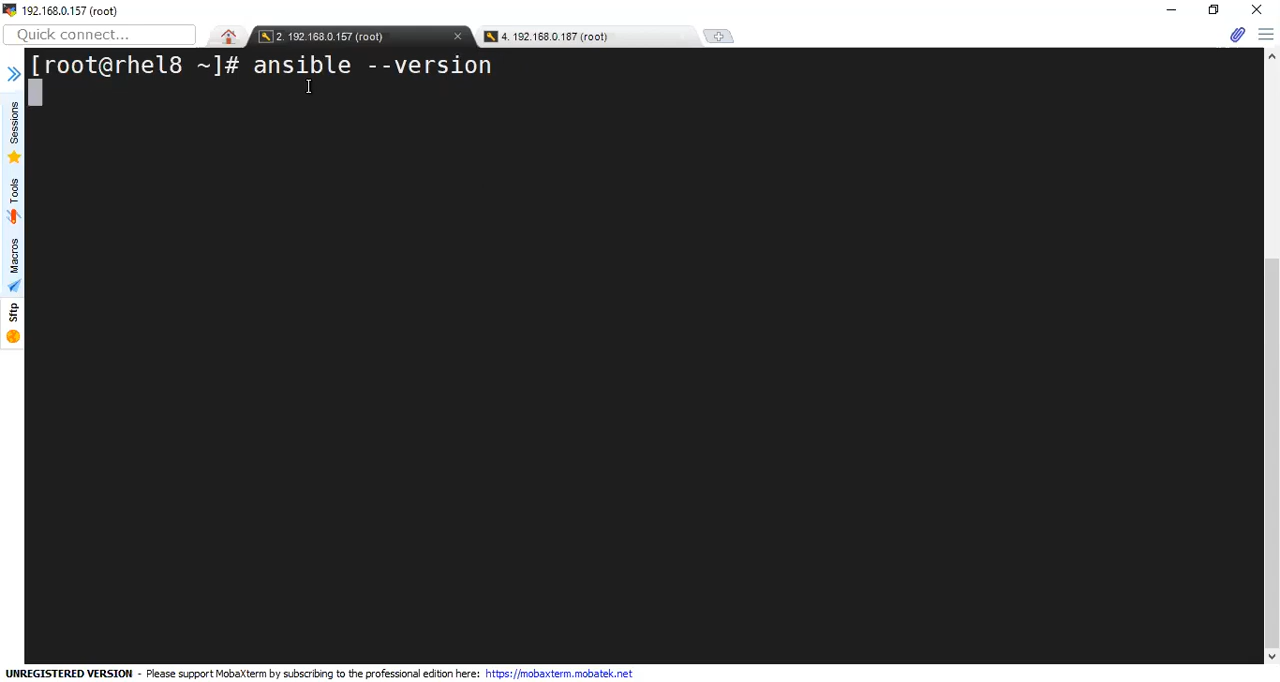 192.168.0.157 (root)
Quick connect...
2. 192.168.0.157 (root)
4. 192.168.0.187 (root)
[root@rhel8 ~]# ansible --version
Sessions
Tools
Macros
Sftp
UNREGISTERED VERSION - Please support MobaXterm by subscribing to the professional edition here: https://mobaxterm.mobatek.net